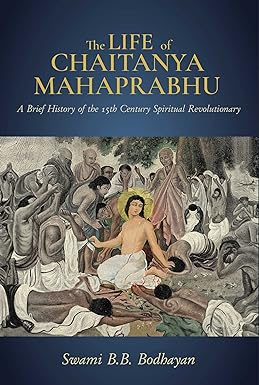 The LIFE of
CHAITANYA
MAHAPRABHU
A Brief History of the 15th Century Spiritual Revolutionary
Swami B.B. Bodhayan